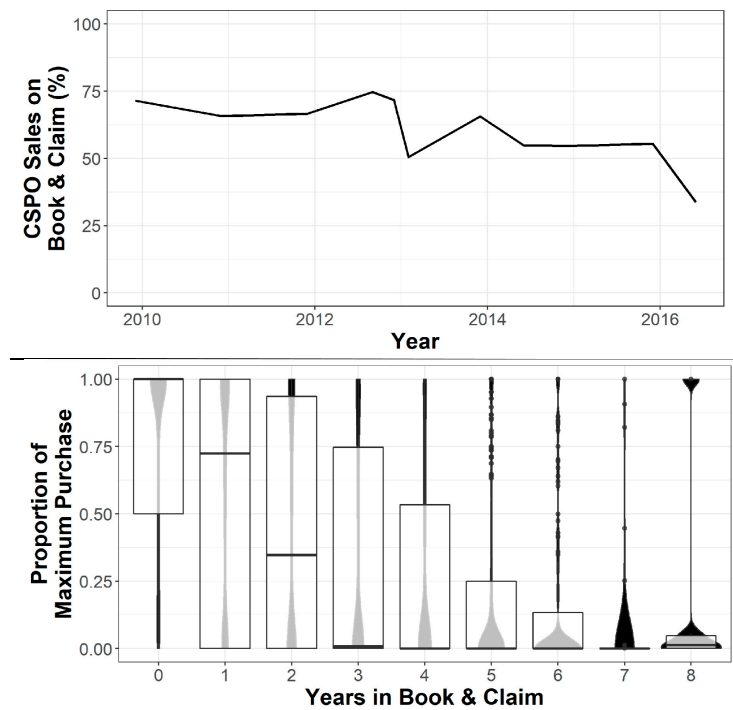 100
75
50
25
0
CSPO Sales on
Book & Claim (%)
2010 2012 2014 2016
Year
1.00
0.75
0.50
0.25
0.00
Proportion of
Maximum Purchase
0 1 2 3 4 5 6 7 8
Years in Book & Claim